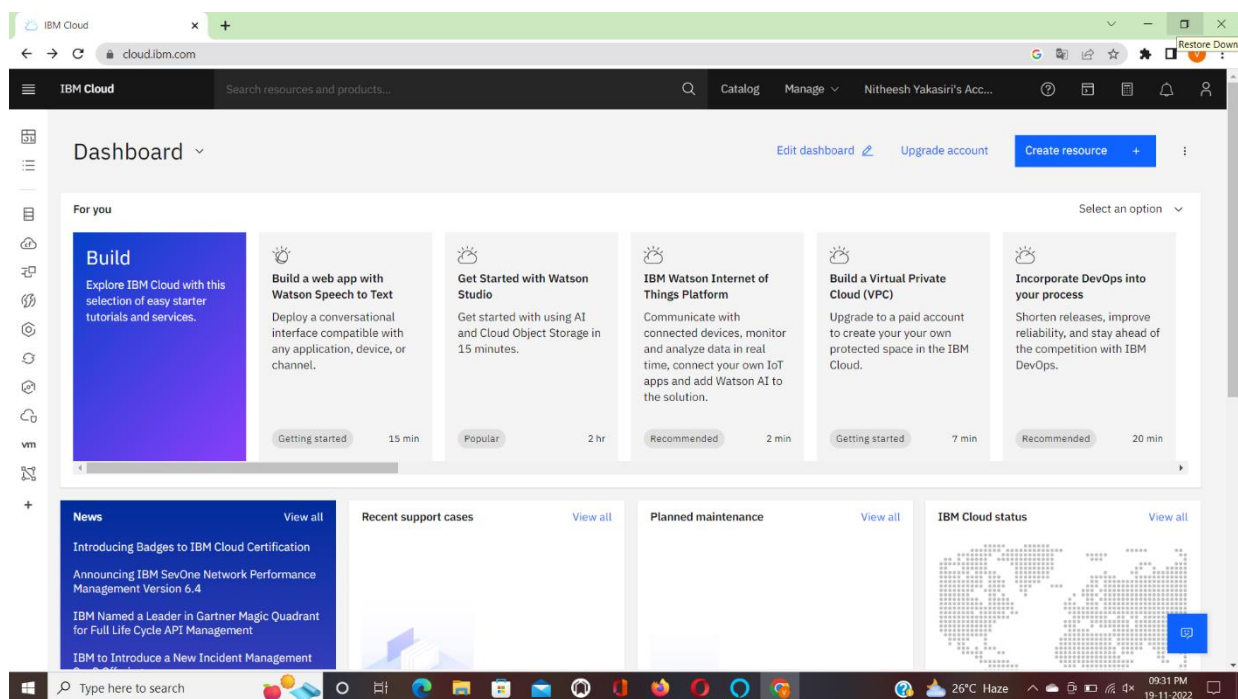 IBM Cloud
cloud.ibm.com
Restore Down
IBM Cloud
Search resources and products...
Catalog
Manage
Nitheesh Yakasiri's Acc...
Dashboard
Edit dashboard
Upgrade account
Create resource +
For you
Select an option
Build
Explore IBM Cloud with this
selection of easy starter
tutorials and services.
Build a web app with
Watson Speech to Text
Deploy a conversational
interface compatible with
any application, device, or
channel.
Getting started 15 min
Get Started with Watson
Studio
Get started with using AI
and Cloud Object Storage in
15 minutes.
Popular 2 hr
IBM Watson Internet of
Things Platform
Communicate with
connected devices, monitor
and analyze data in real
time, connect your own IoT
apps and add Watson AI to
the solution.
Recommended 2 min
Build a Virtual Private
Cloud (VPC)
Upgrade to a paid account
to create your your own
protected space in the IBM
Cloud.
Getting started 7 min
Incorporate DevOps into
your process
Shorten releases, improve
reliability, and stay ahead of
the competition with IBM
DevOps.
Recommended 20 min
vm
News View all
Introducing Badges to IBM Cloud Certification
Announcing IBM SevOne Network Performance
Management Version 6.4
IBM Named a Leader in Gartner Magic Quadrant
for Full Life Cycle API Management
IBM to Introduce a New Incident Management
Recent support cases View all
Planned maintenance View all
IBM Cloud status View all
Type here to search
26°C Haze
09:31 PM
19-11-2022